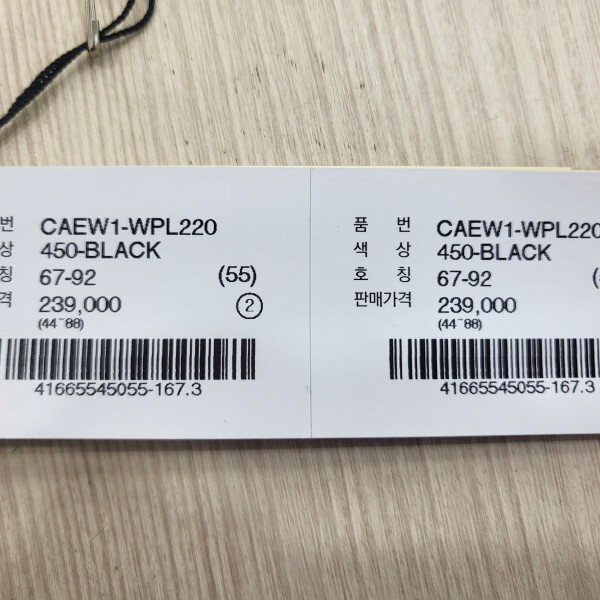 번 CAEW1-WPL220
상 450-BLACK
칭 67-92 (55)
격 239,000 ②
(44~88)
41665545055-167.3
품 번 CAEW1-WPL220
색 상 450-BLACK
호 칭 67-92
판매가격 239,000
(44~88)
41665545055-167.3